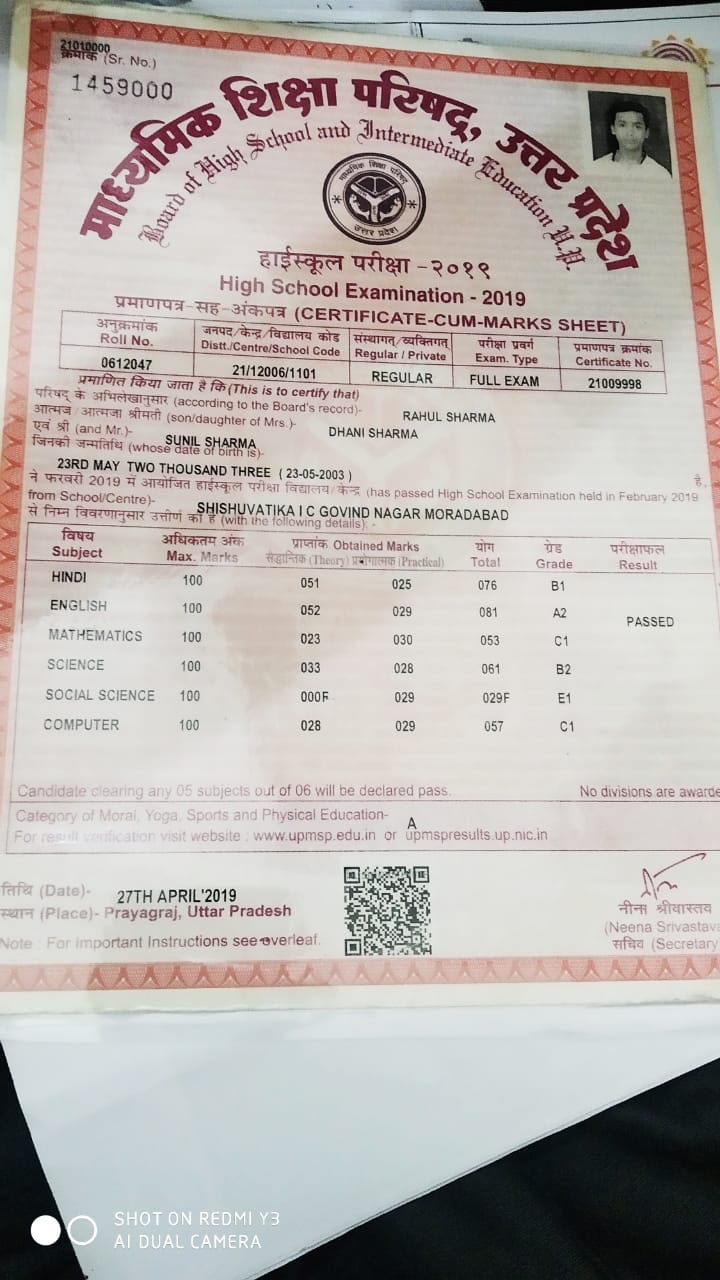 21010000
क्रमांक (Sr. No.)
1459000
माध्यमिक शिक्षा परिषद्, उत्तर प्रदेश
Board of High School and Intermediate Education U.P.
माध्यमिक शिक्षा परिषद्
उत्तर प्रदेश
हाईस्कूल परीक्षा -२०१९
High School Examination - 2019
प्रमाणपत्र-सह-अंकपत्र (CERTIFICATE-CUM-MARKS SHEET)
अनुक्रमांक जनपद/केन्द्र/विद्यालय कोड संस्थागत्/व्यक्तिगत् परीक्षा प्रवर्ग प्रमाणपत्र क्रमांक
Roll No. Distt./Centre/School Code Regular / Private Exam. Type Certificate No.
0612047 21/12006/1101 REGULAR FULL EXAM 21009998
प्रमाणित किया जाता है कि (This is to certify that)
परिषद् के अभिलेखानुसार (according to the Board's record)- RAHUL SHARMA
आत्मज/आत्मजा श्रीमती (son/daughter of Mrs.)- DHANI SHARMA
एवं श्री (and Mr.)- SUNIL SHARMA
जिनकी जन्मतिथि (whose date of birth is)-
23RD MAY TWO THOUSAND THREE ( 23-05-2003 ) है,
ने फरवरी 2019 में आयोजित हाईस्कूल परीक्षा विद्यालय/केन्द्र (has passed High School Examination held in February 2019
from School/Centre)- SHISHUVATIKA I C GOVIND NAGAR MORADABAD
से निम्न विवरणानुसार उत्तीर्ण की है (with the following details): -
विषय अधिकतम अंक प्राप्तांक Obtained Marks योग ग्रेड परीक्षाफल
Subject Max. Marks सैद्धान्तिक (Theory) प्रयोगात्मक (Practical) Total Grade Result
HINDI 100 051 025 076 B1
ENGLISH 100 052 029 081 A2 PASSED
MATHEMATICS 100 023 030 053 C1
SCIENCE 100 033 028 061 B2
SOCIAL SCIENCE 100 000F 029 029F E1
COMPUTER 100 028 029 057 C1
Candidate clearing any 05 subjects out of 06 will be declared pass. No divisions are awarde
Category of Moral, Yoga, Sports and Physical Education- A
For result verification visit website : www.upmsp.edu.in or upmspresults.up.nic.in
तिथि (Date)- 27TH APRIL'2019
स्थान (Place)- Prayagraj, Uttar Pradesh
Note : For Important Instructions see overleaf.
नीना श्रीवास्तव
(Neena Srivastava
सचिव (Secretary
SHOT ON REDMI Y3
AI DUAL CAMERA